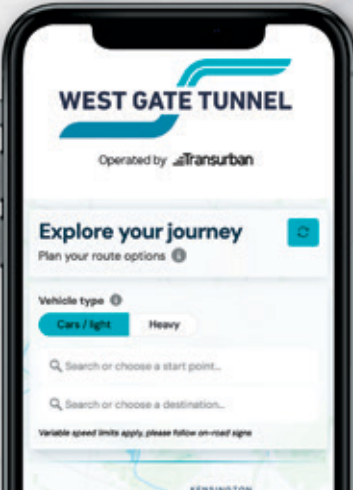 WEST GATE TUNNEL
Operated by Transurban
Explore your journey
Plan your route options
Vehicle type
Cars / light Heavy
Search or choose a start point...
Search or choose a destination...
Variable speed limits apply, please follow on-road signs
KENSINGTON